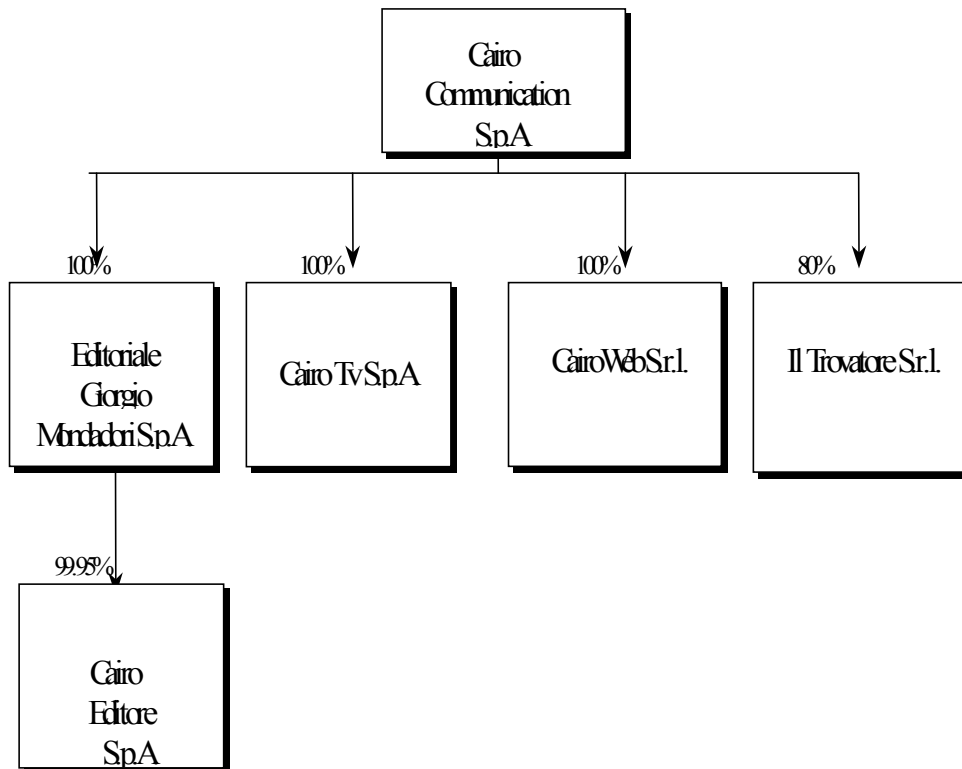 Cairo
Communication
S.p.A.
100%
100%
100%
80%
Editoriale
Giorgio
Mondadori S.p.A.
Cairo Tv S.p.A.
Cairo Web S.r.l.
Il Trovatore S.r.l.
99.95%
Cairo
Editore
S.p.A.